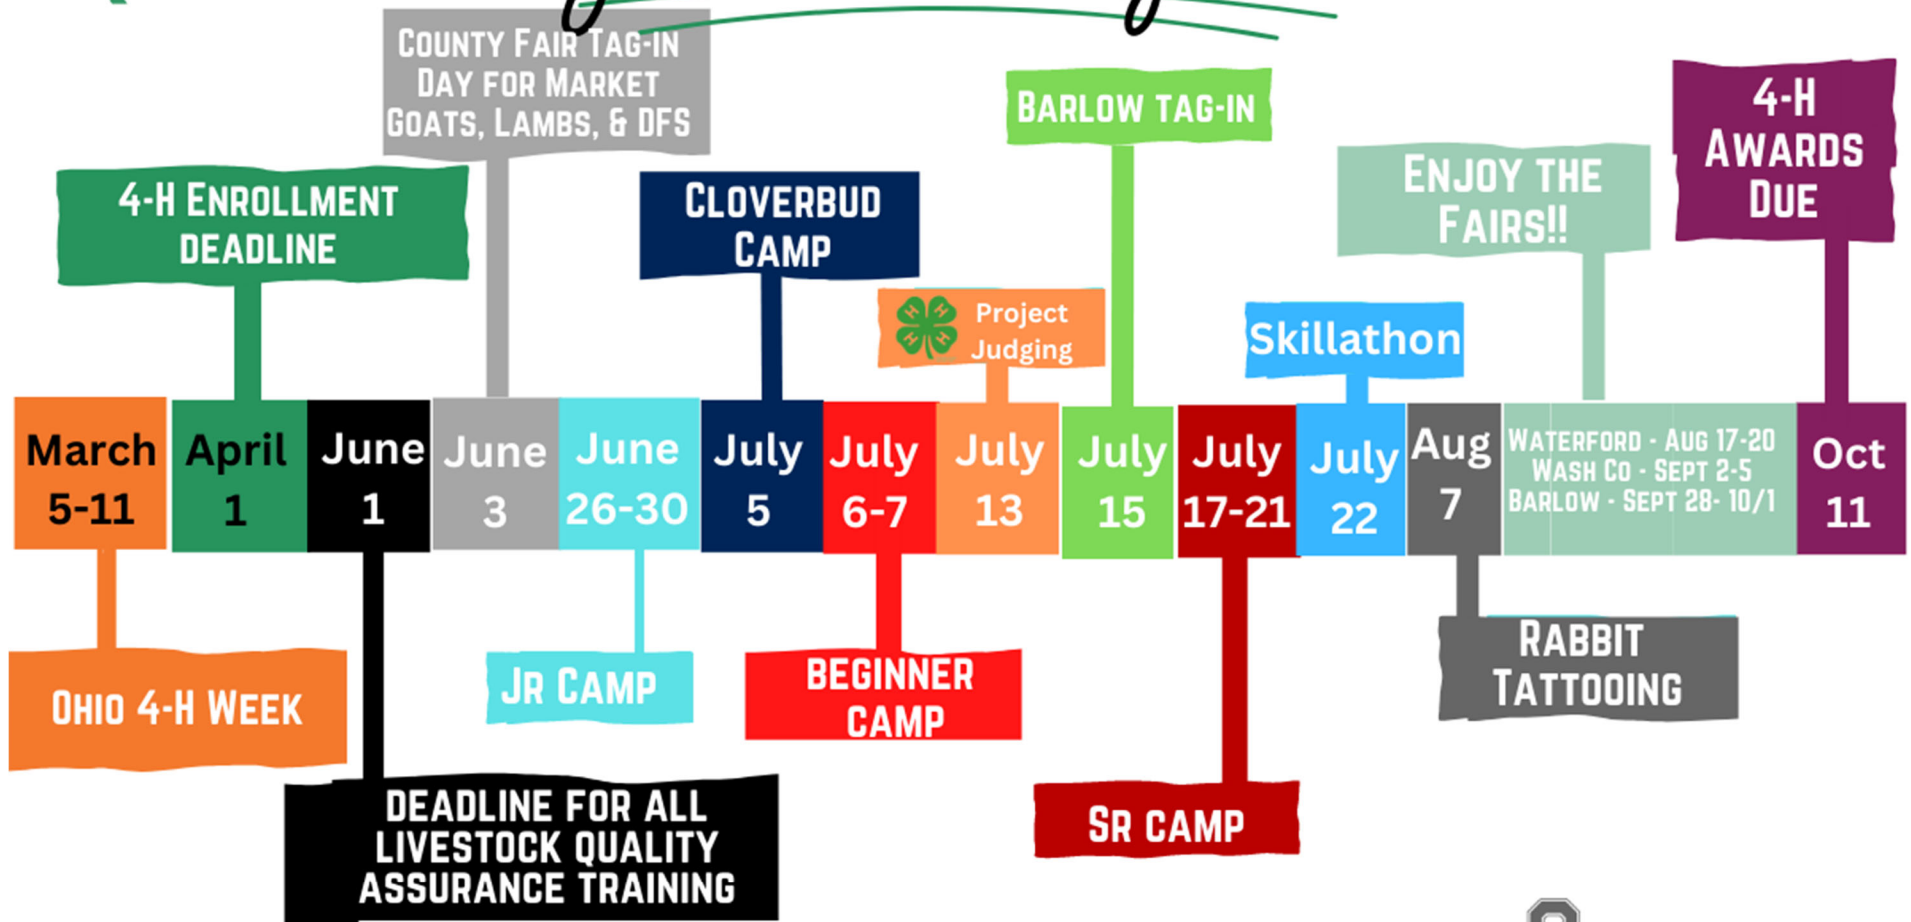 County Fair Tag-in
Day for Market
Goats, Lambs, & DFS
Barlow tag-in
4-H
Awards
Due
4-H Enrollment
deadline
Cloverbud
Camp
Enjoy the
Fairs!!
Project
Judging
Skillathon
March
5-11
April
1
June
1
June
3
June
26-30
July
5
July
6-7
July
13
July
15
July
17-21
July
22
Aug
7
Waterford - Aug 17-20
Wash Co - Sept 2-5
Barlow - Sept 28- 10/1
Oct
11
Ohio 4-H Week
Jr Camp
Beginner
Camp
Rabbit
Tattooing
Deadline for all
Livestock Quality
Assurance Training
Sr camp